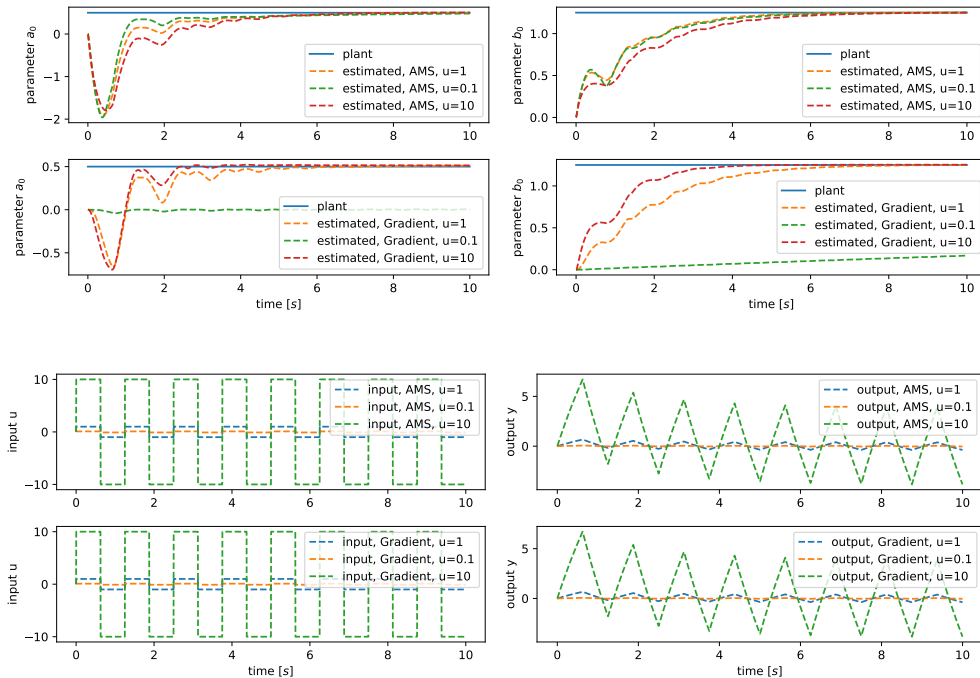 parameter a0
0
−1
−2
0 2 4 6 8 10
plant
estimated, AMS, u=1
estimated, AMS, u=0.1
estimated, AMS, u=10
parameter b0
1.0
0.5
0.0
0 2 4 6 8 10
plant
estimated, AMS, u=1
estimated, AMS, u=0.1
estimated, AMS, u=10
parameter a0
0.5
0.0
−0.5
0 2 4 6 8 10
time [s]
plant
estimated, Gradient, u=1
estimated, Gradient, u=0.1
estimated, Gradient, u=10
parameter b0
1.0
0.5
0.0
0 2 4 6 8 10
time [s]
plant
estimated, Gradient, u=1
estimated, Gradient, u=0.1
estimated, Gradient, u=10
input u
10
0
−10
0 2 4 6 8 10
input, AMS, u=1
input, AMS, u=0.1
input, AMS, u=10
output y
5
0
0 2 4 6 8 10
output, AMS, u=1
output, AMS, u=0.1
output, AMS, u=10
input u
10
0
−10
0 2 4 6 8 10
time [s]
input, Gradient, u=1
input, Gradient, u=0.1
input, Gradient, u=10
output y
5
0
0 2 4 6 8 10
time [s]
output, Gradient, u=1
output, Gradient, u=0.1
output, Gradient, u=10